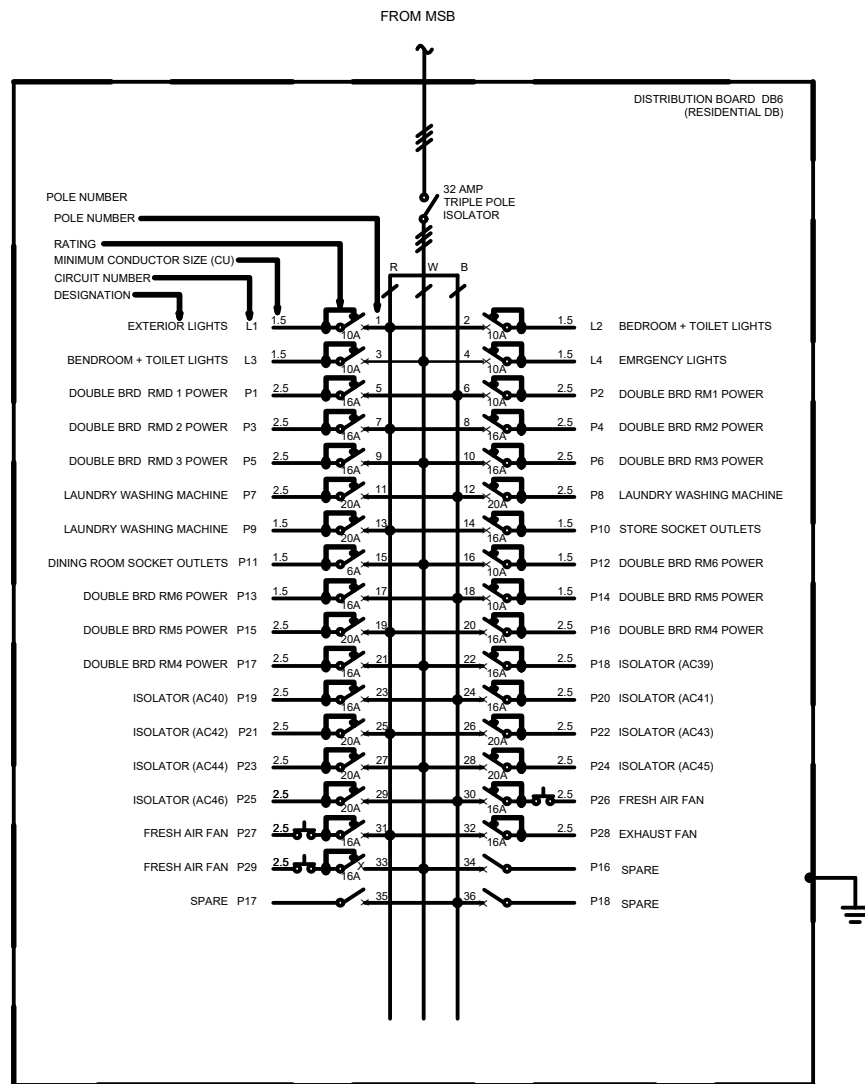 FROM MSB
DISTRIBUTION BOARD DB6
(RESIDENTIAL DB)
32 AMP
TRIPLE POLE
ISOLATOR
POLE NUMBER
POLE NUMBER
RATING
MINIMUM CONDUCTOR SIZE (CU)
CIRCUIT NUMBER
DESIGNATION
R W B
EXTERIOR LIGHTS L1 1.5 10A 1 2 10A 1.5 L2 BEDROOM + TOILET LIGHTS
BENDROOM + TOILET LIGHTS L3 1.5 10A 3 4 10A 1.5 L4 EMRGENCY LIGHTS
DOUBLE BRD RMD 1 POWER P1 2.5 16A 5 6 10A 2.5 P2 DOUBLE BRD RM1 POWER
DOUBLE BRD RMD 2 POWER P3 2.5 16A 7 8 16A 2.5 P4 DOUBLE BRD RM2 POWER
DOUBLE BRD RMD 3 POWER P5 2.5 16A 9 10 16A 2.5 P6 DOUBLE BRD RM3 POWER
LAUNDRY WASHING MACHINE P7 2.5 20A 11 12 20A 2.5 P8 LAUNDRY WASHING MACHINE
LAUNDRY WASHING MACHINE P9 1.5 20A 13 14 16A 1.5 P10 STORE SOCKET OUTLETS
DINING ROOM SOCKET OUTLETS P11 1.5 6A 15 16 10A 1.5 P12 DOUBLE BRD RM6 POWER
DOUBLE BRD RM6 POWER P13 1.5 16A 17 18 10A 1.5 P14 DOUBLE BRD RM5 POWER
DOUBLE BRD RM5 POWER P15 2.5 20A 19 20 16A 2.5 P16 DOUBLE BRD RM4 POWER
DOUBLE BRD RM4 POWER P17 2.5 16A 21 22 16A 2.5 P18 ISOLATOR (AC39)
ISOLATOR (AC40) P19 2.5 16A 23 24 16A 2.5 P20 ISOLATOR (AC41)
ISOLATOR (AC42) P21 2.5 20A 25 26 20A 2.5 P22 ISOLATOR (AC43)
ISOLATOR (AC44) P23 2.5 20A 27 28 20A 2.5 P24 ISOLATOR (AC45)
ISOLATOR (AC46) P25 2.5 20A 29 30 16A 2.5 P26 FRESH AIR FAN
FRESH AIR FAN P27 2.5 16A 31 32 16A 2.5 P28 EXHAUST FAN
FRESH AIR FAN P29 2.5 16A 33 34 P16 SPARE
SPARE P17 35 36 P18 SPARE